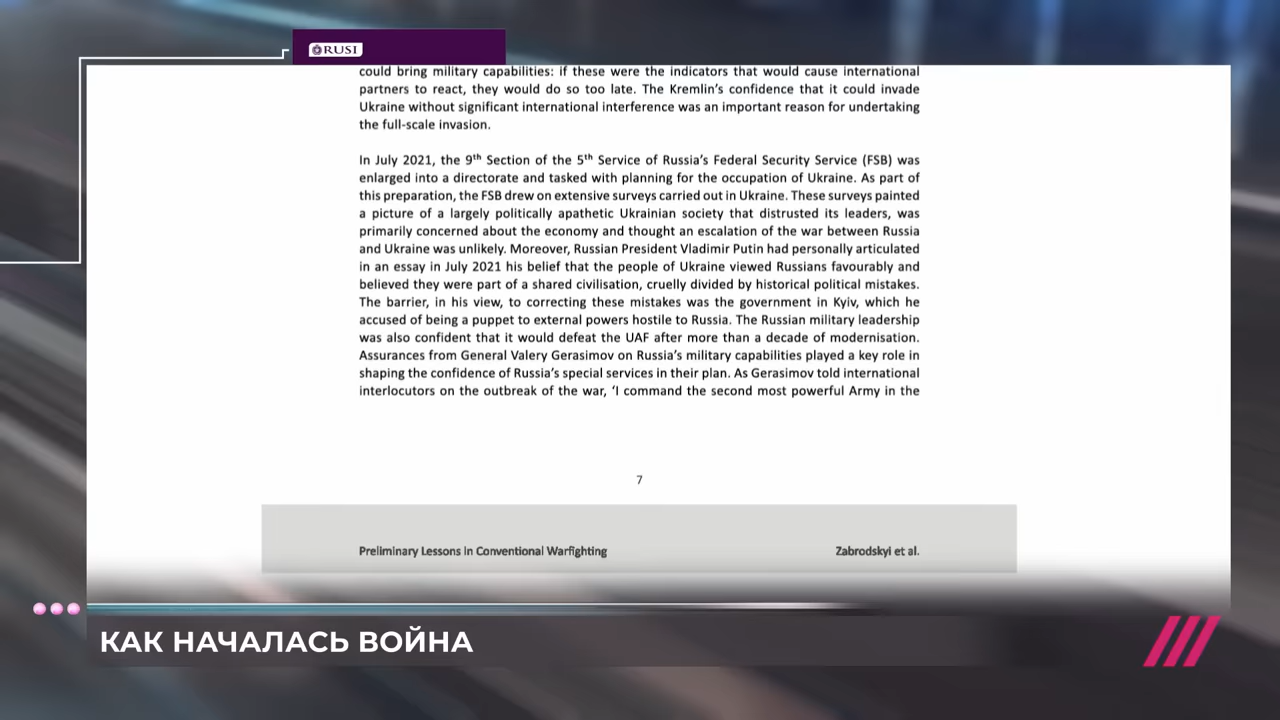 RUSI
could bring military capabilities: if these were the indicators that would cause international
partners to react, they would do so too late. The Kremlin's confidence that it could invade
Ukraine without significant international interference was an important reason for undertaking
the full-scale invasion.
In July 2021, the 9th Section of the 5th Service of Russia's Federal Security Service (FSB) was
enlarged into a directorate and tasked with planning for the occupation of Ukraine. As part of
this preparation, the FSB drew on extensive surveys carried out in Ukraine. These surveys painted
a picture of a largely politically apathetic Ukrainian society that distrusted its leaders, was
primarily concerned about the economy and thought an escalation of the war between Russia
and Ukraine was unlikely. Moreover, Russian President Vladimir Putin had personally articulated
in an essay in July 2021 his belief that the people of Ukraine viewed Russians favourably and
believed they were part of a shared civilisation, cruelly divided by historical political mistakes.
The barrier, in his view, to correcting these mistakes was the government in Kyiv, which he
accused of being a puppet to external powers hostile to Russia. The Russian military leadership
was also confident that it would defeat the UAF after more than a decade of modernisation.
Assurances from General Valery Gerasimov on Russia's military capabilities played a key role in
shaping the confidence of Russia's special services in their plan. As Gerasimov told international
interlocutors on the outbreak of the war, ‘I command the second most powerful Army in the
7
Preliminary Lessons in Conventional Warfighting
Zabrodskyi et al.
КАК НАЧАЛАСЬ ВОЙНА